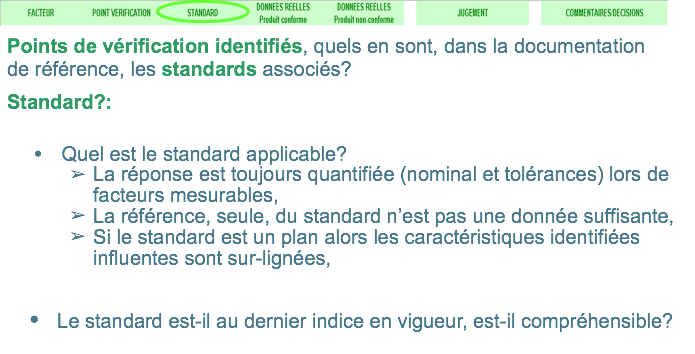 FACTEUR POINT VERIFICATION STANDARD DONNEES REELLES Produit conforme DONNEES REELLES Produit non-conforme JUGEMENT COMMENTAIRES/DECISIONS
Points de vérification identifiés, quels en sont, dans la documentation
de référence, les standards associés?
Standard?:
• Quel est le standard applicable?
➢ La réponse est toujours quantifiée (nominal et tolérances) lors de
facteurs mesurables,
➢ La référence, seule, du standard n’est pas une donnée suffisante,
➢ Si le standard est un plan alors les caractéristiques identifiées
influentes sont sur-lignées,
• Le standard est-il au dernier indice en vigueur, est-il compréhensible?